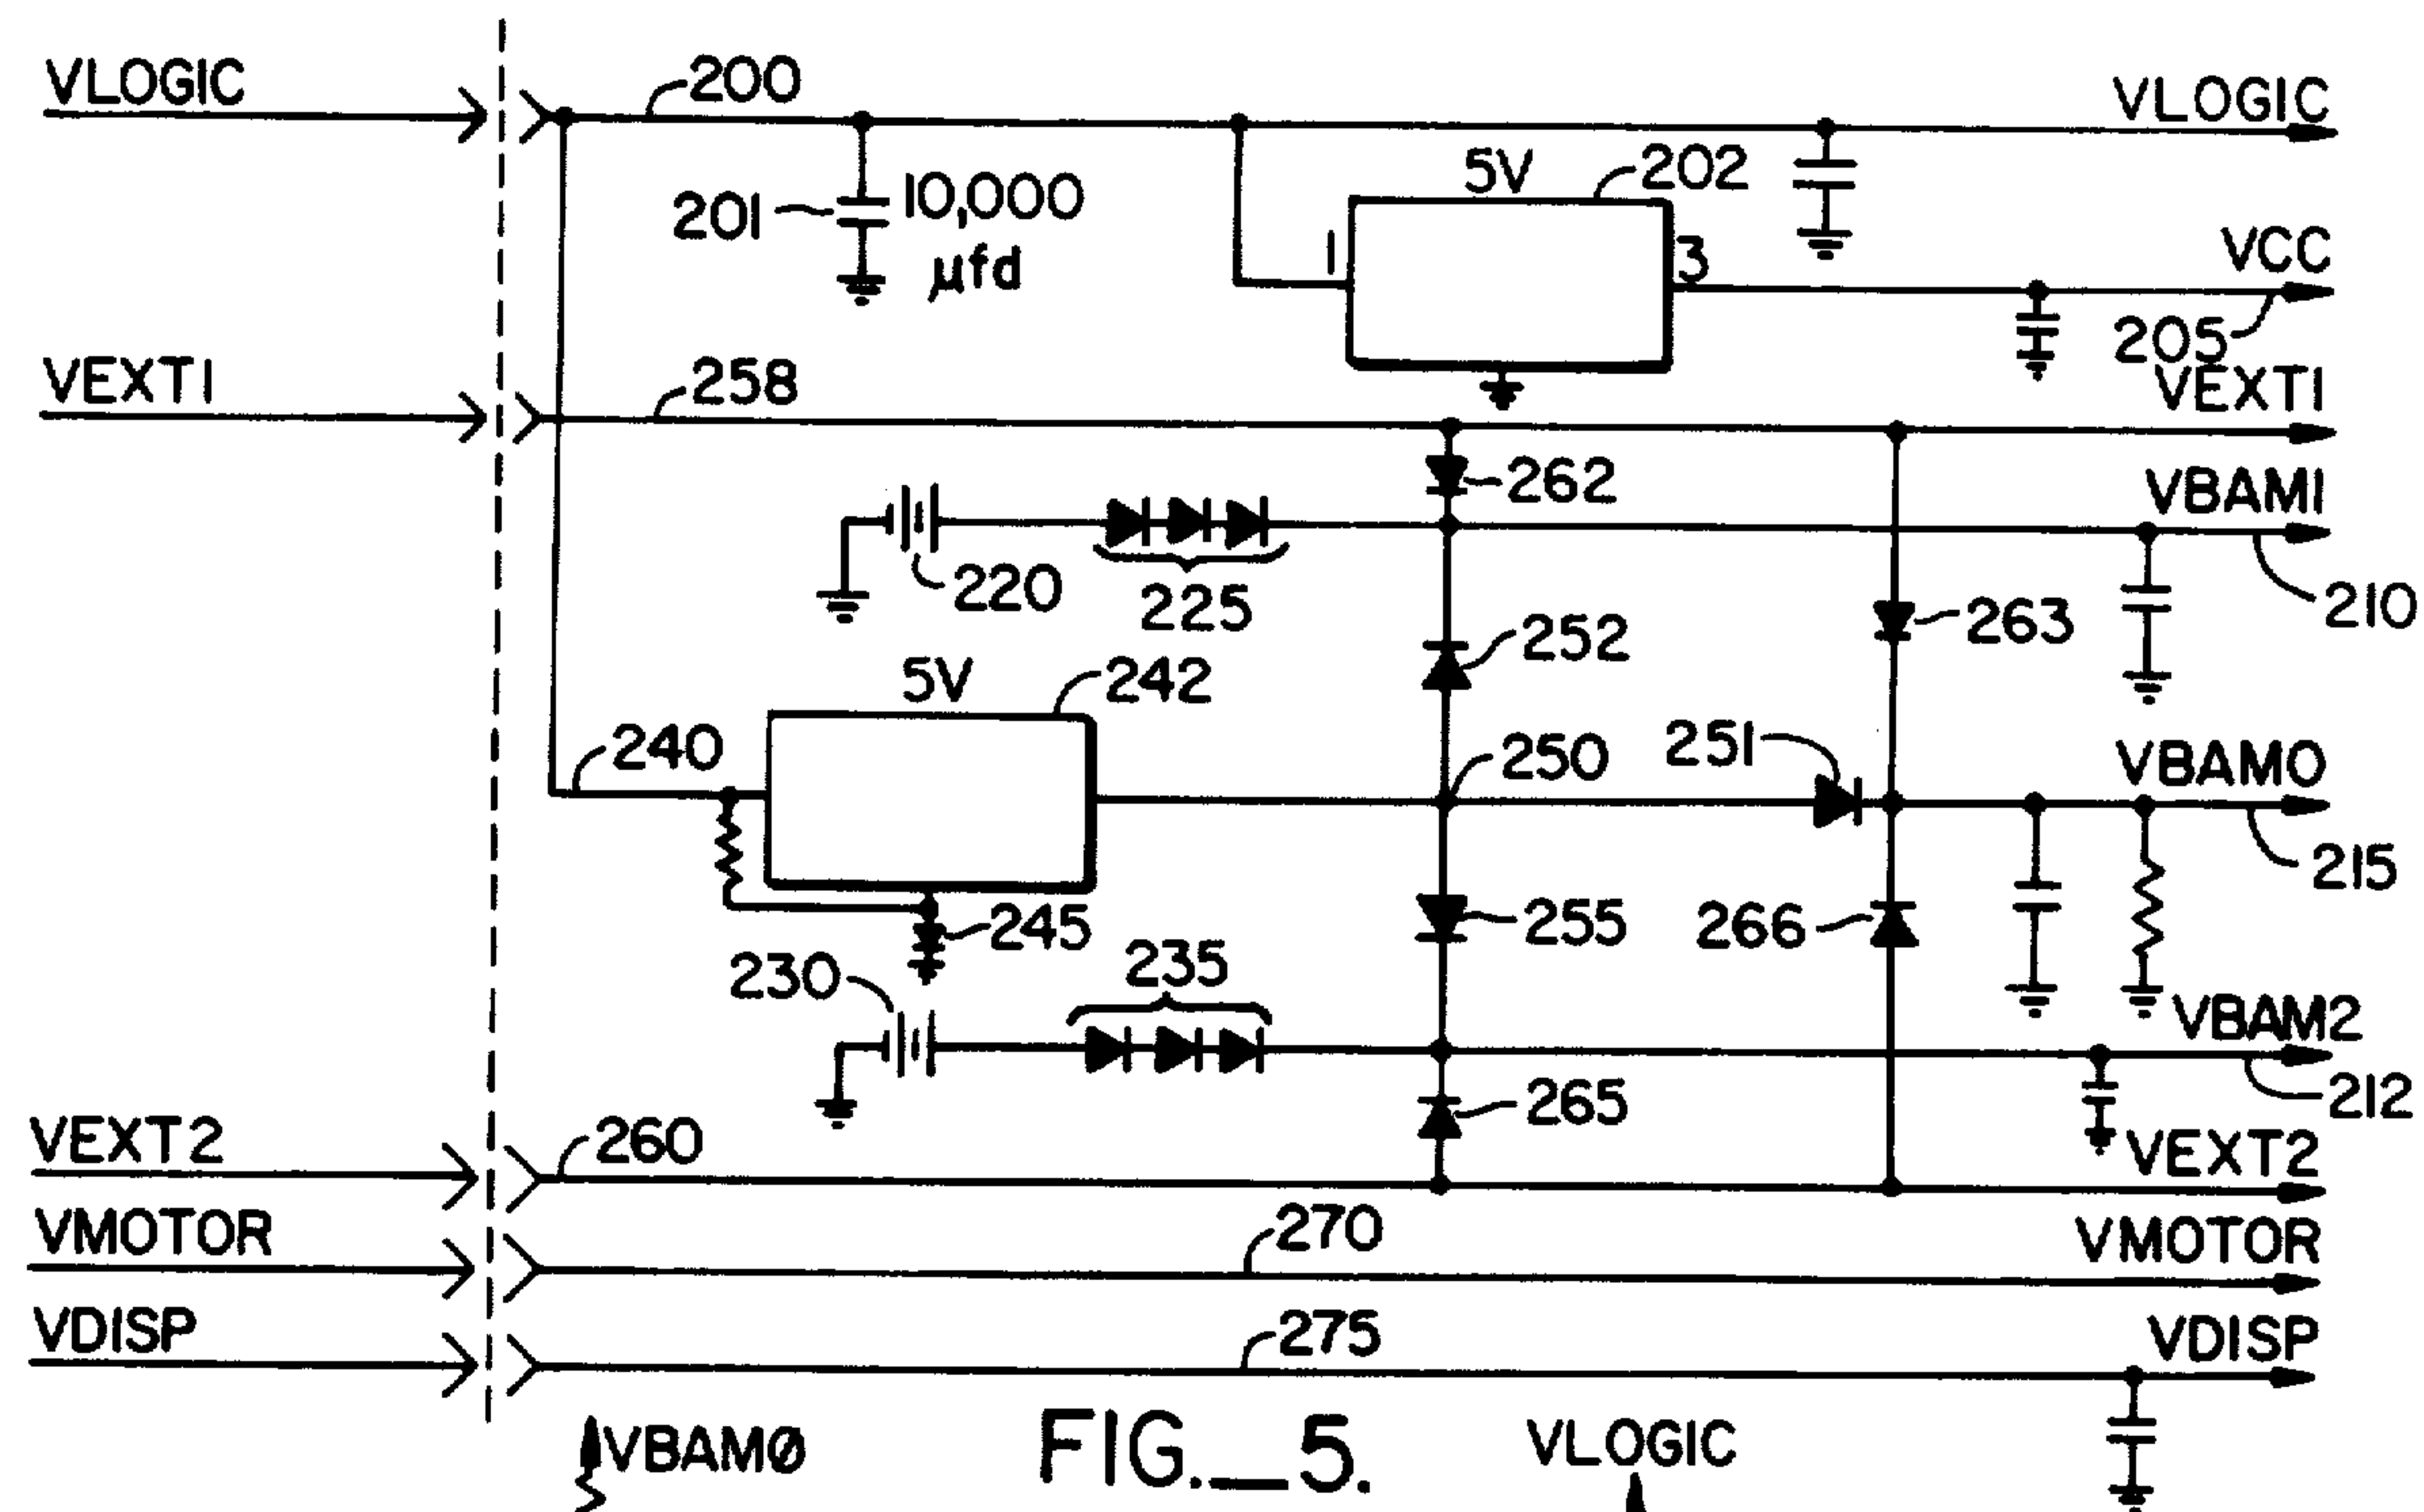 VLOGIC
200
VLOGIC
5V
202
201
10,000
μfd
1
3
VCC
205
VEXT1
258
VEXT1
262
VBAM1
220
225
210
252
263
5V
242
240
250
251
VBAM0
215
245
255
266
230
235
VBAM2
265
212
VEXT2
260
VEXT2
VMOTOR
270
VMOTOR
VDISP
275
VDISP
VBAMØ
FIG._5.
VLOGIC